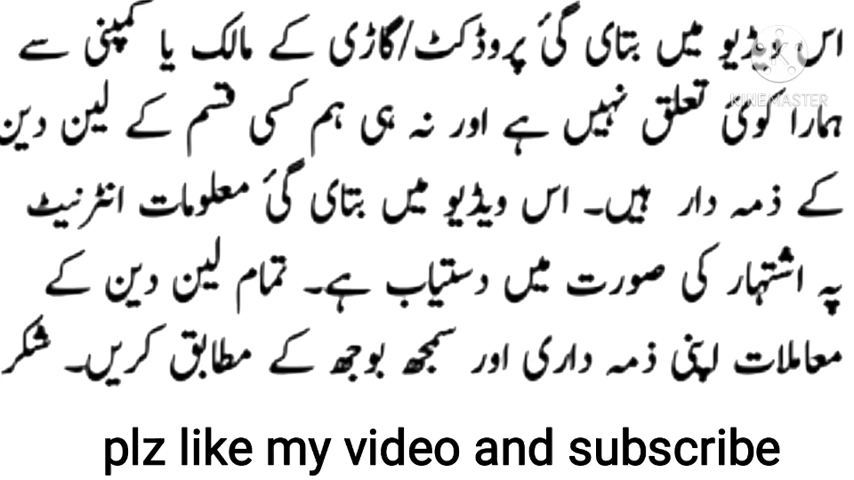 اس ویڈیو میں بتای گئ پروڈکٹ/گاڑی کے مالک یا کمپنی سے
ہمارا کوئ تعلق نہیں ہے اور نہ ہی ہم کسی قسم کے لین دین
کے ذمہ دار ہیں۔ اس ویڈیو میں بتای گئ معلومات انٹرنیٹ
پہ اشتہار کی صورت میں دستیاب ہے۔ تمام لین دین کے
معاملات اپنی ذمہ داری اور سمجھ بوجھ کے مطابق کریں۔ شکر
plz like my video and subscribe
KINEMASTER